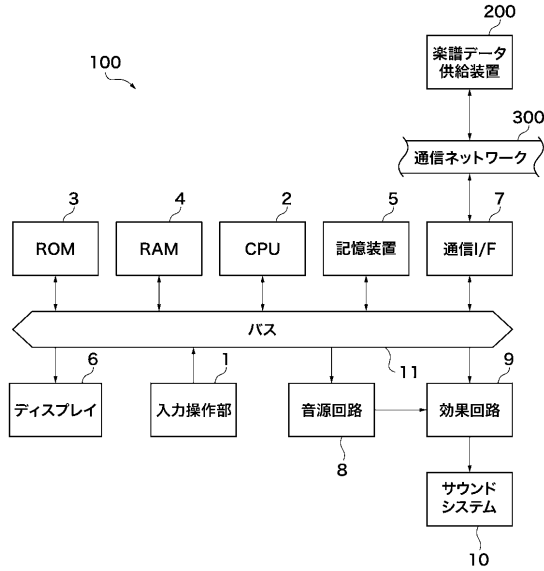 200
楽譜データ
供給装置
100
300
通信ネットワーク
3
4
2
5
7
ROM
RAM
CPU
記憶装置
通信I/F
バス
6
1
11
9
ディスプレイ
入力操作部
音源回路
効果回路
8
サウンド
システム
10